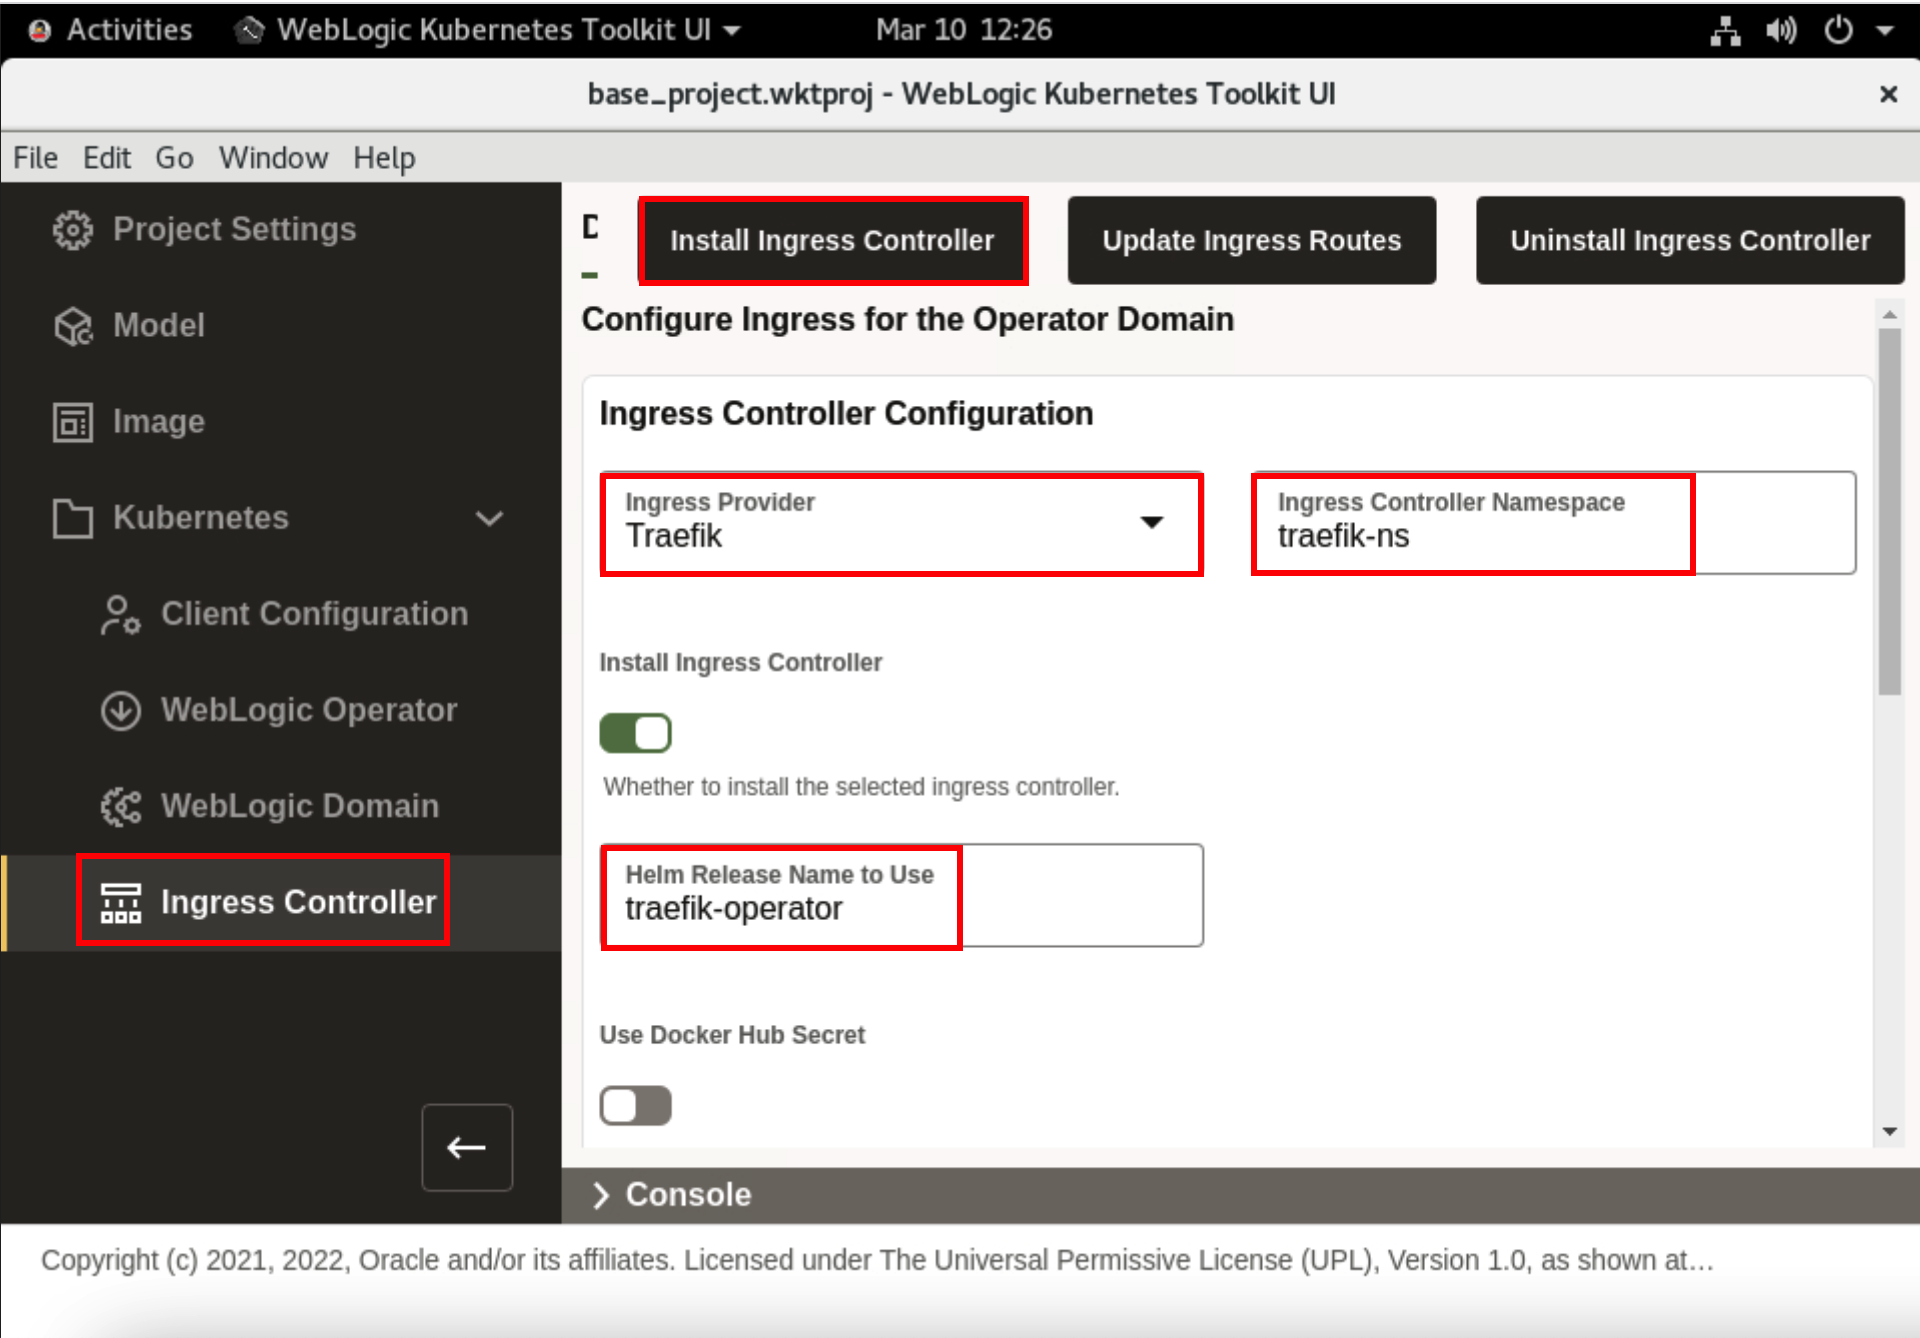 Activities WebLogic Kubernetes Toolkit UI Mar 10 12:26
base_project.wktproj - WebLogic Kubernetes Toolkit UI
File Edit Go Window Help
Project Settings
Model
Image
Kubernetes
Client Configuration
WebLogic Operator
WebLogic Domain
Ingress Controller
Install Ingress Controller Update Ingress Routes Uninstall Ingress Controller
Configure Ingress for the Operator Domain
Ingress Controller Configuration
Ingress Provider
Traefik
Ingress Controller Namespace
traefik-ns
Install Ingress Controller
Whether to install the selected ingress controller.
Helm Release Name to Use
traefik-operator
Use Docker Hub Secret
Console
Copyright (c) 2021, 2022, Oracle and/or its affiliates. Licensed under The Universal Permissive License (UPL), Version 1.0, as shown at…